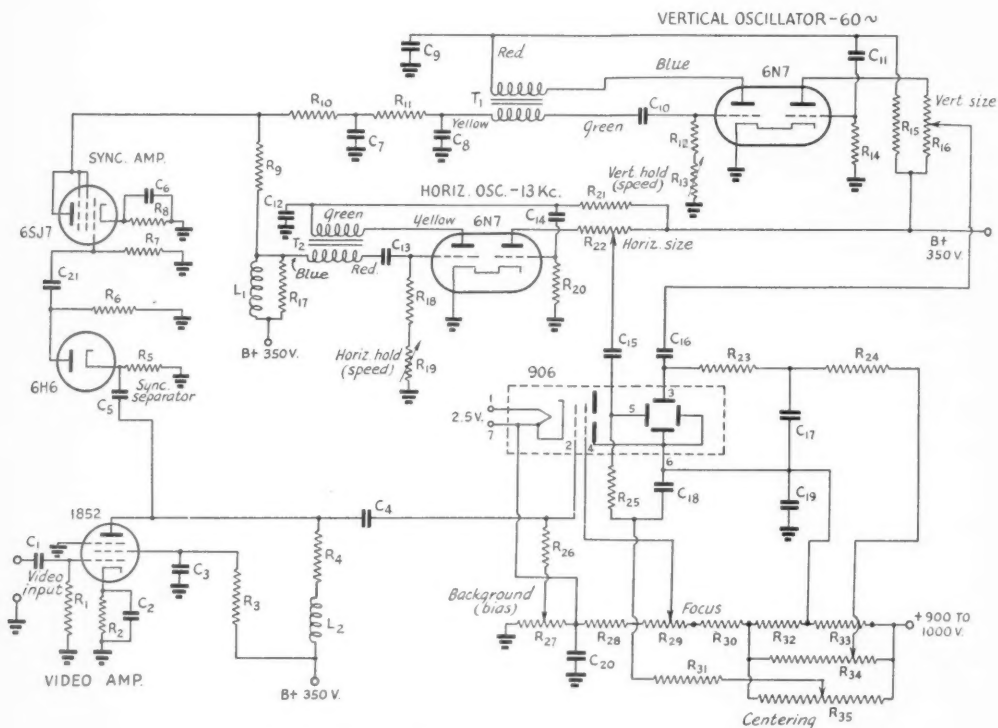 VERTICAL OSCILLATOR-60~
C9
Red
Blue
6N7
C11
T1
Yellow
Green
C10
R10
R11
C7
C8
R12
R13
Vert. hold
(speed)
R14
R15
R16
Vert. size
SYNC. AMP.
C6
R8
6SJ7
R7
R9
HORIZ. OSC.-13 Kc.
C12
Green
Yellow
6N7
C14
R21
R22
Horiz. size
B+
350 V.
T2
Blue
Red
C13
C21
R6
L1
R17
R18
R20
B+ 350 V.
Horiz. hold
(speed)
R19
6H6
R5
Sync.
separator
C5
C15
C16
R23
R24
906
1
2.5 V.
7
2
4
5
3
6
C17
R25
C18
C19
1852
C4
C1
Video
input
R1
R2
C2
C3
R3
R4
L2
R26
Background
(bias)
R27
R28
Focus
R29
R30
R32
R33
+ 900 TO
1000 V.
C20
R31
R34
R35
Centering
VIDEO AMP.
B+ 350 V.